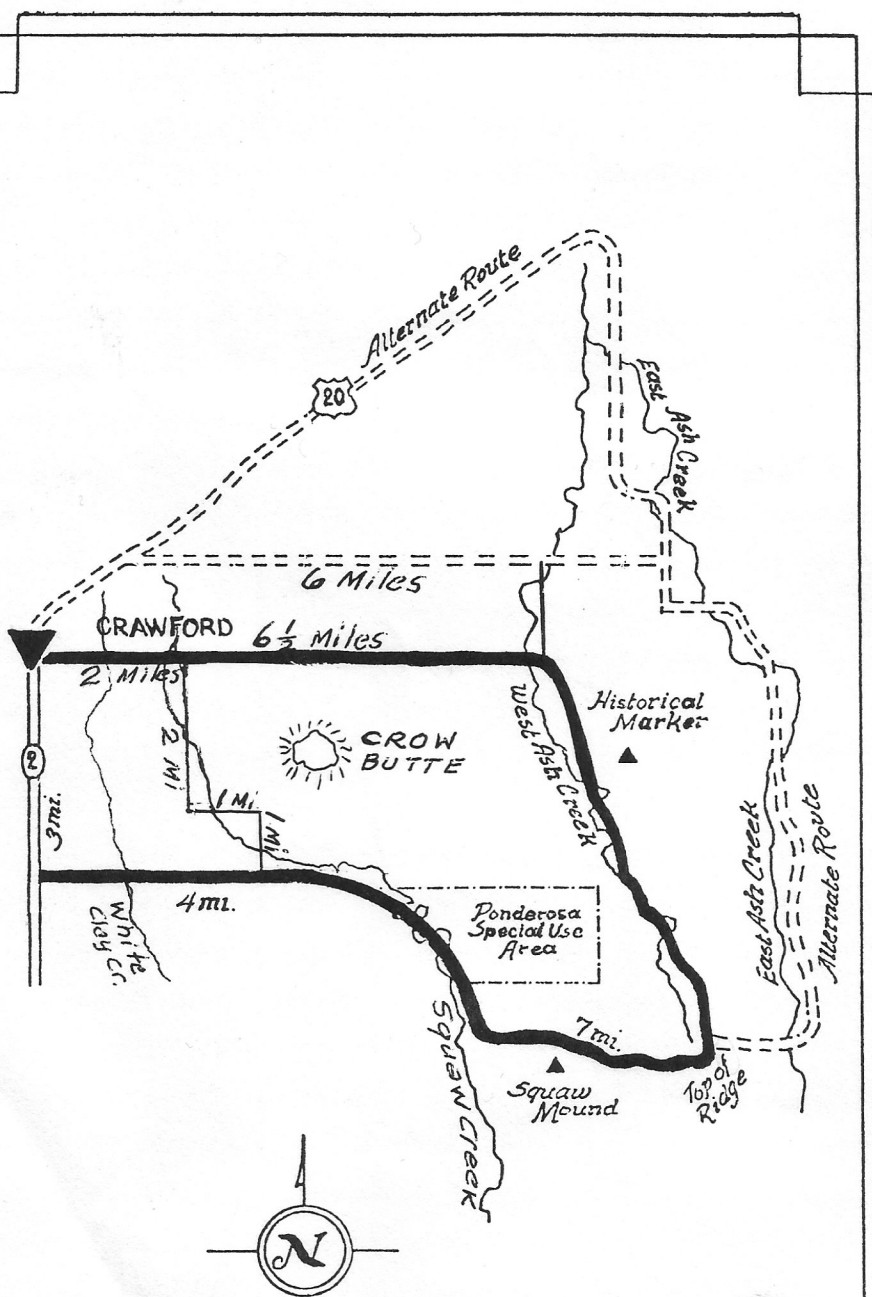 Alternate Route
20
East Ash Creek
6 Miles
CRAWFORD
6 1/2 Miles
2 Miles
Historical
Marker
West Ash Creek
CROW
BUTTE
2
2 Mi
1 Mi
1 Mi
3 mi.
4 mi.
White
Clay Cr.
Ponderosa
Special Use
Area
East Ash Creek
Alternate Route
Squaw Creek
7 mi.
Squaw
Mound
Top of
Ridge
N